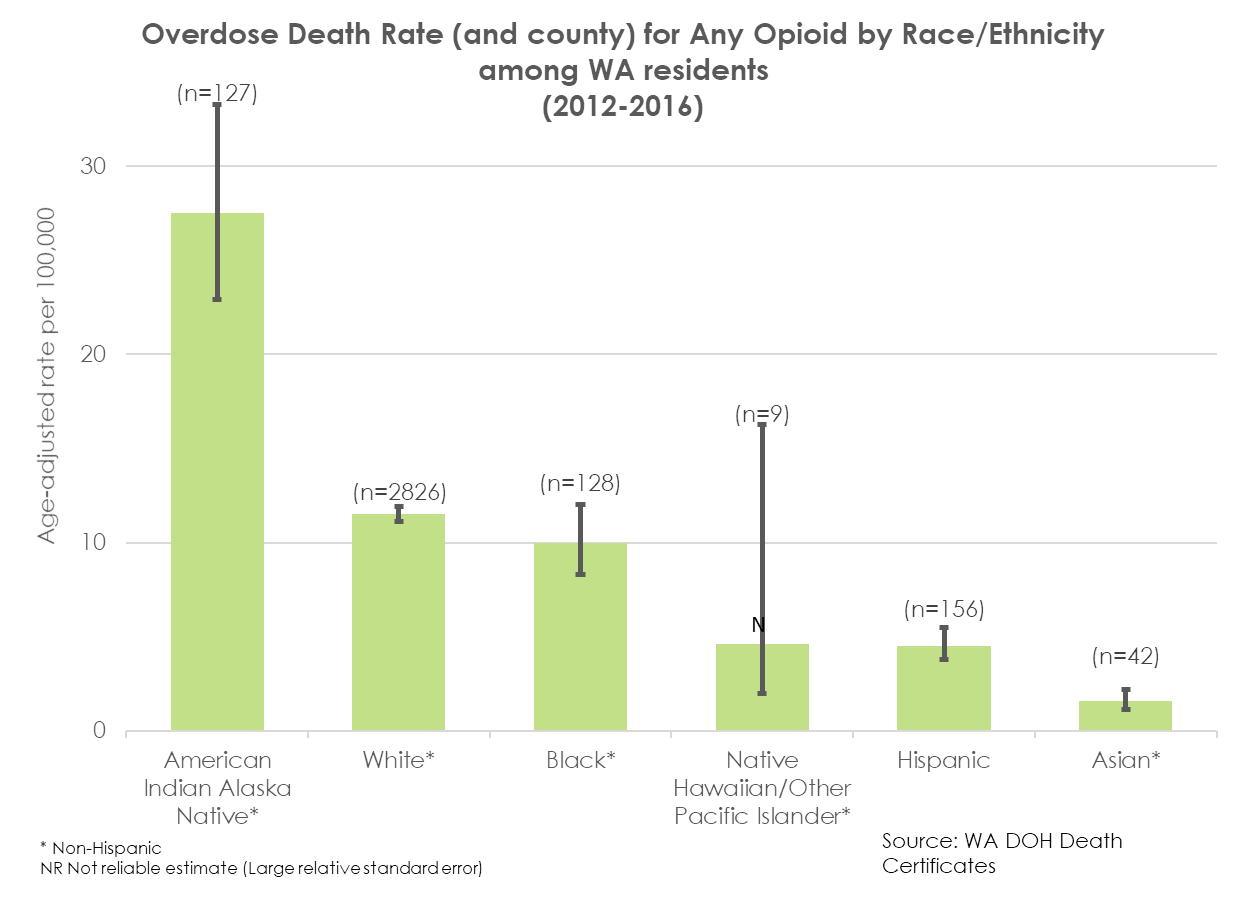 Overdose Death Rate (and county) for Any Opioid by Race/Ethnicity
among WA residents
(2012-2016)
(n=127)
30
20
10
0
Age-adjusted rate per 100,000
(n=2826)
(n=128)
(n=9)
N
(n=156)
(n=42)
American
Indian Alaska
Native*
White*
Black*
Native
Hawaiian/Other
Pacific Islander*
Hispanic
Asian*
* Non-Hispanic
NR Not reliable estimate (Large relative standard error)
Source: WA DOH Death
Certificates